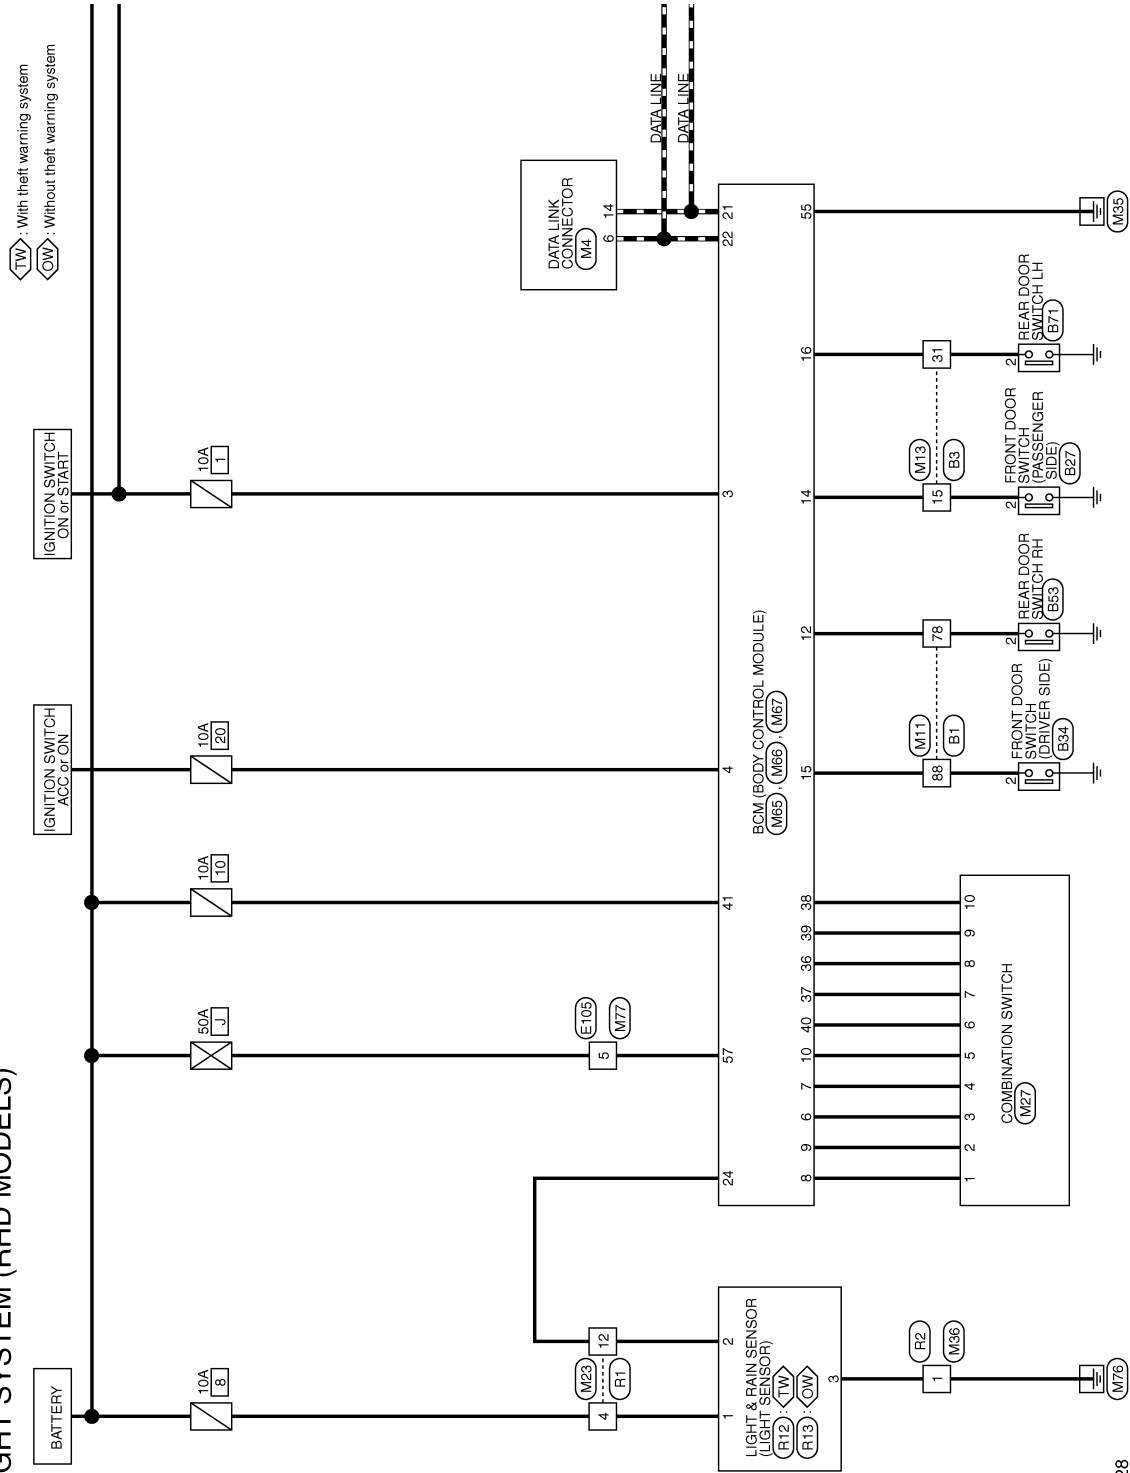 GHT SYSTEM (RHD MODELS)
TW : With theft warning system
OW : Without theft warning system
BATTERY
IGNITION SWITCH
ACC or ON
IGNITION SWITCH
ON or START
10A
8
50A
J
10A
10
10A
20
10A
1
DATA LINK
CONNECTOR
M4
6
14
DATA LINE
DATA LINE
M23
R1
4
12
E105
M77
5
1
2
24
57
41
4
3
22
21
LIGHT & RAIN SENSOR
(LIGHT SENSOR)
R12 : TW
R13 : OW
3
BCM (BODY CONTROL MODULE)
M65 , M66 , M67
8
9
6
7
10
40
37
36
39
38
15
12
14
16
55
1
2
3
4
5
6
7
8
9
10
COMBINATION SWITCH
M27
R2
M36
1
M76
M11
B1
88
78
M13
B3
15
31
2
FRONT DOOR
SWITCH
(DRIVER SIDE)
B34
2
REAR DOOR
SWITCH RH
B53
2
FRONT DOOR
SWITCH
(PASSENGER
SIDE)
B27
2
REAR DOOR
SWITCH LH
B71
M35
28